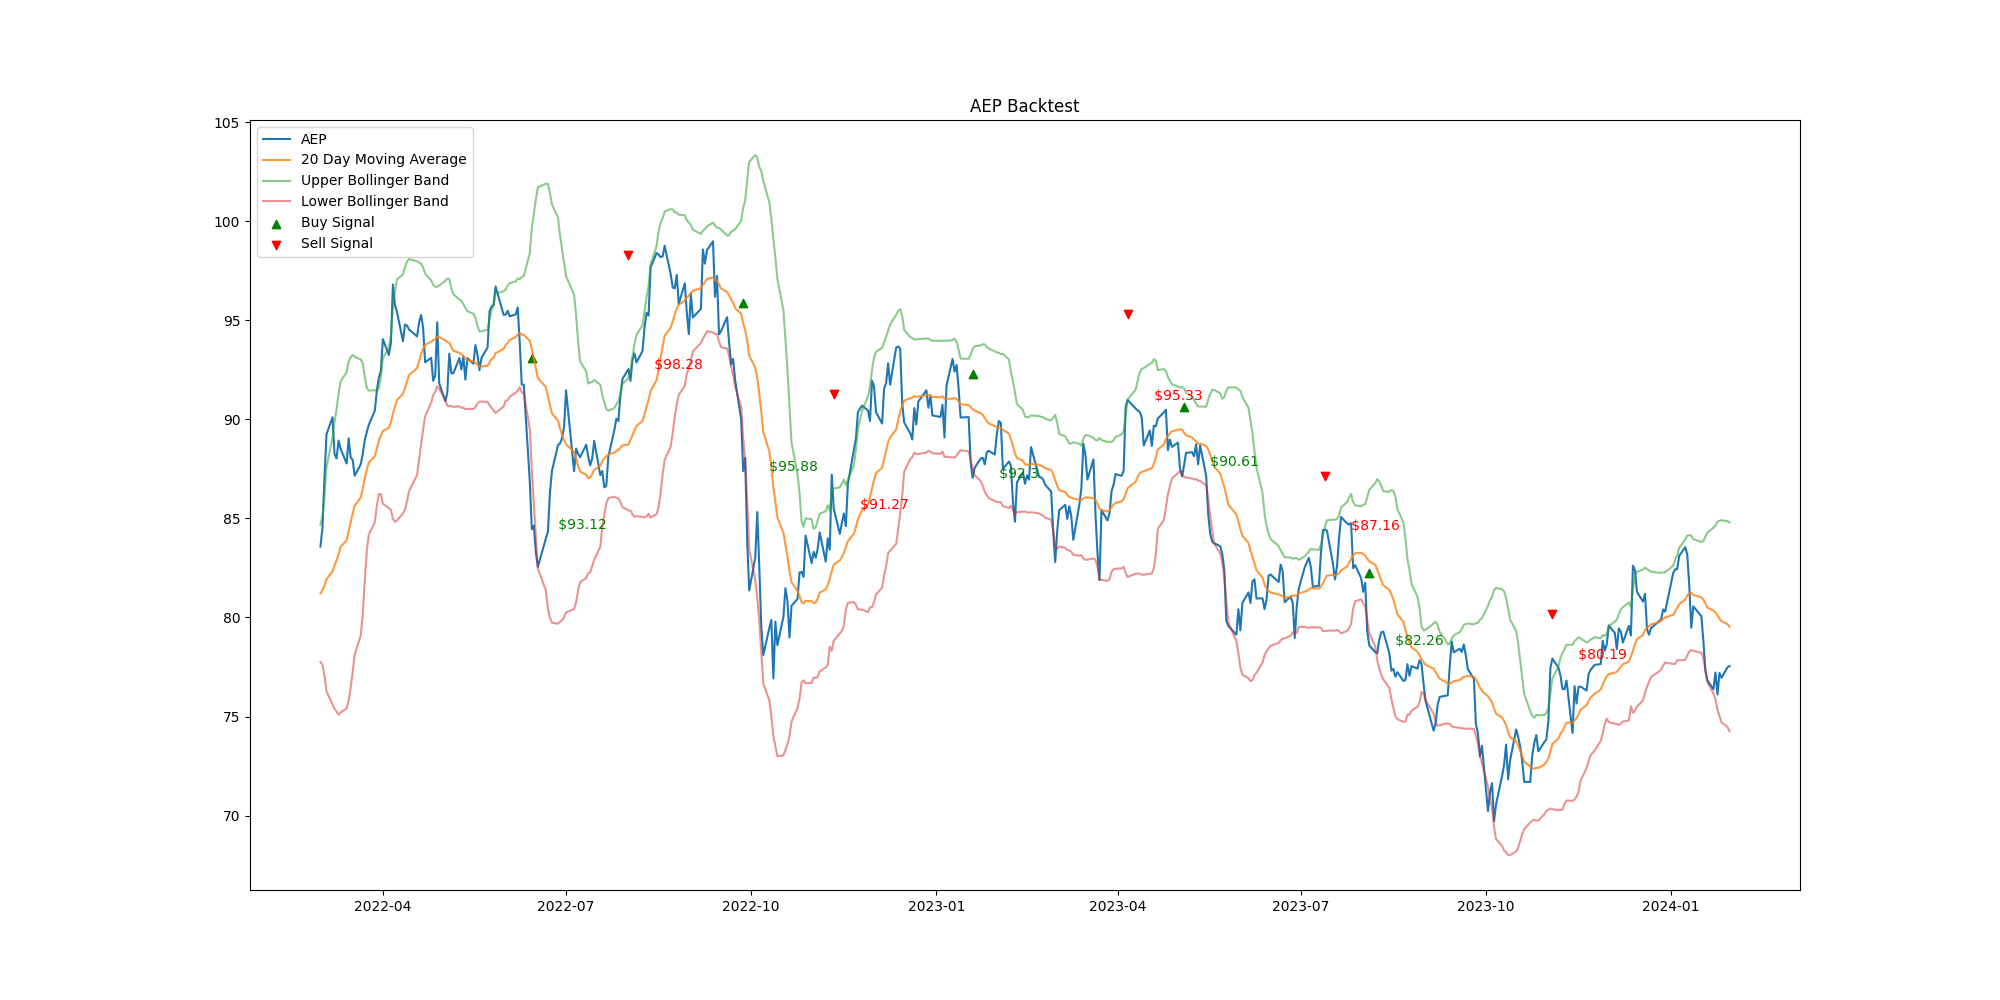 AEP Backtest
105
100
95
90
85
80
75
70
AEP
20 Day Moving Average
Upper Bollinger Band
Lower Bollinger Band
Buy Signal
Sell Signal
$98.28
$95.33
$95.88
$92.3
$90.61
$91.27
$93.12
$87.16
$82.26
$80.19
2022-04 2022-07 2022-10 2023-01 2023-04 2023-07 2023-10 2024-01